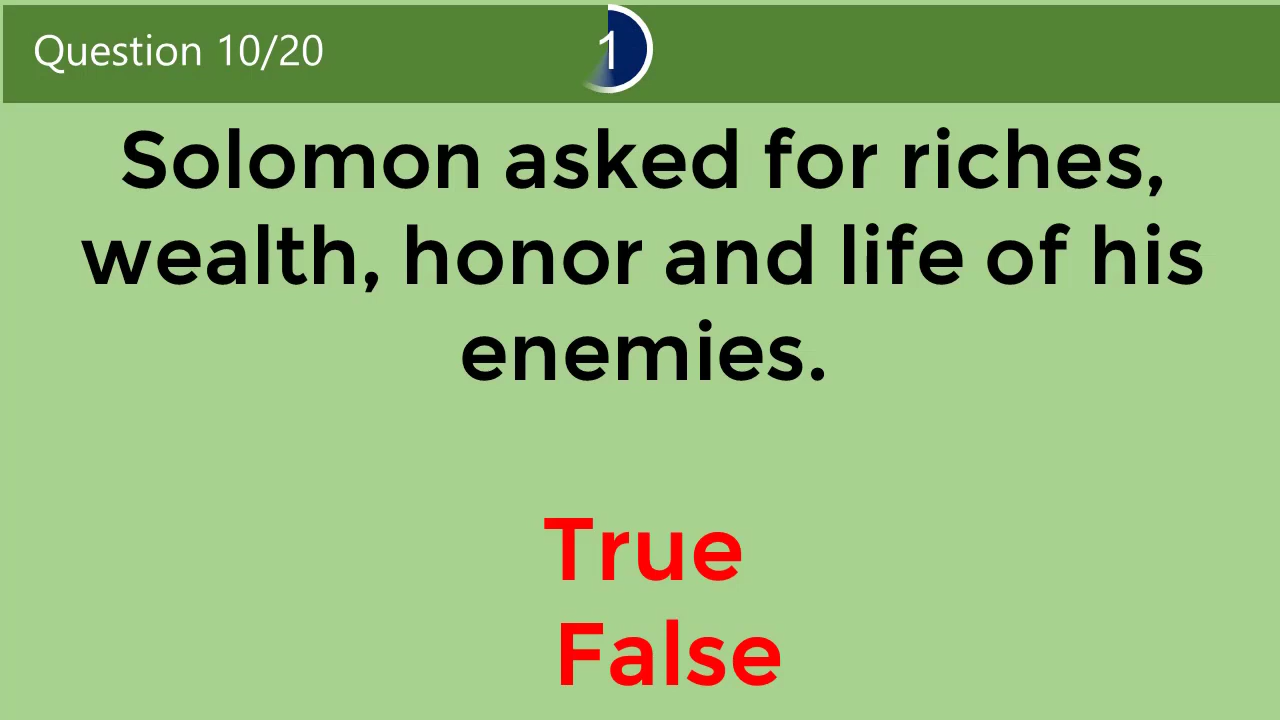 Question 10/20
1
Solomon asked for riches,
wealth, honor and life of his
enemies.
True
False